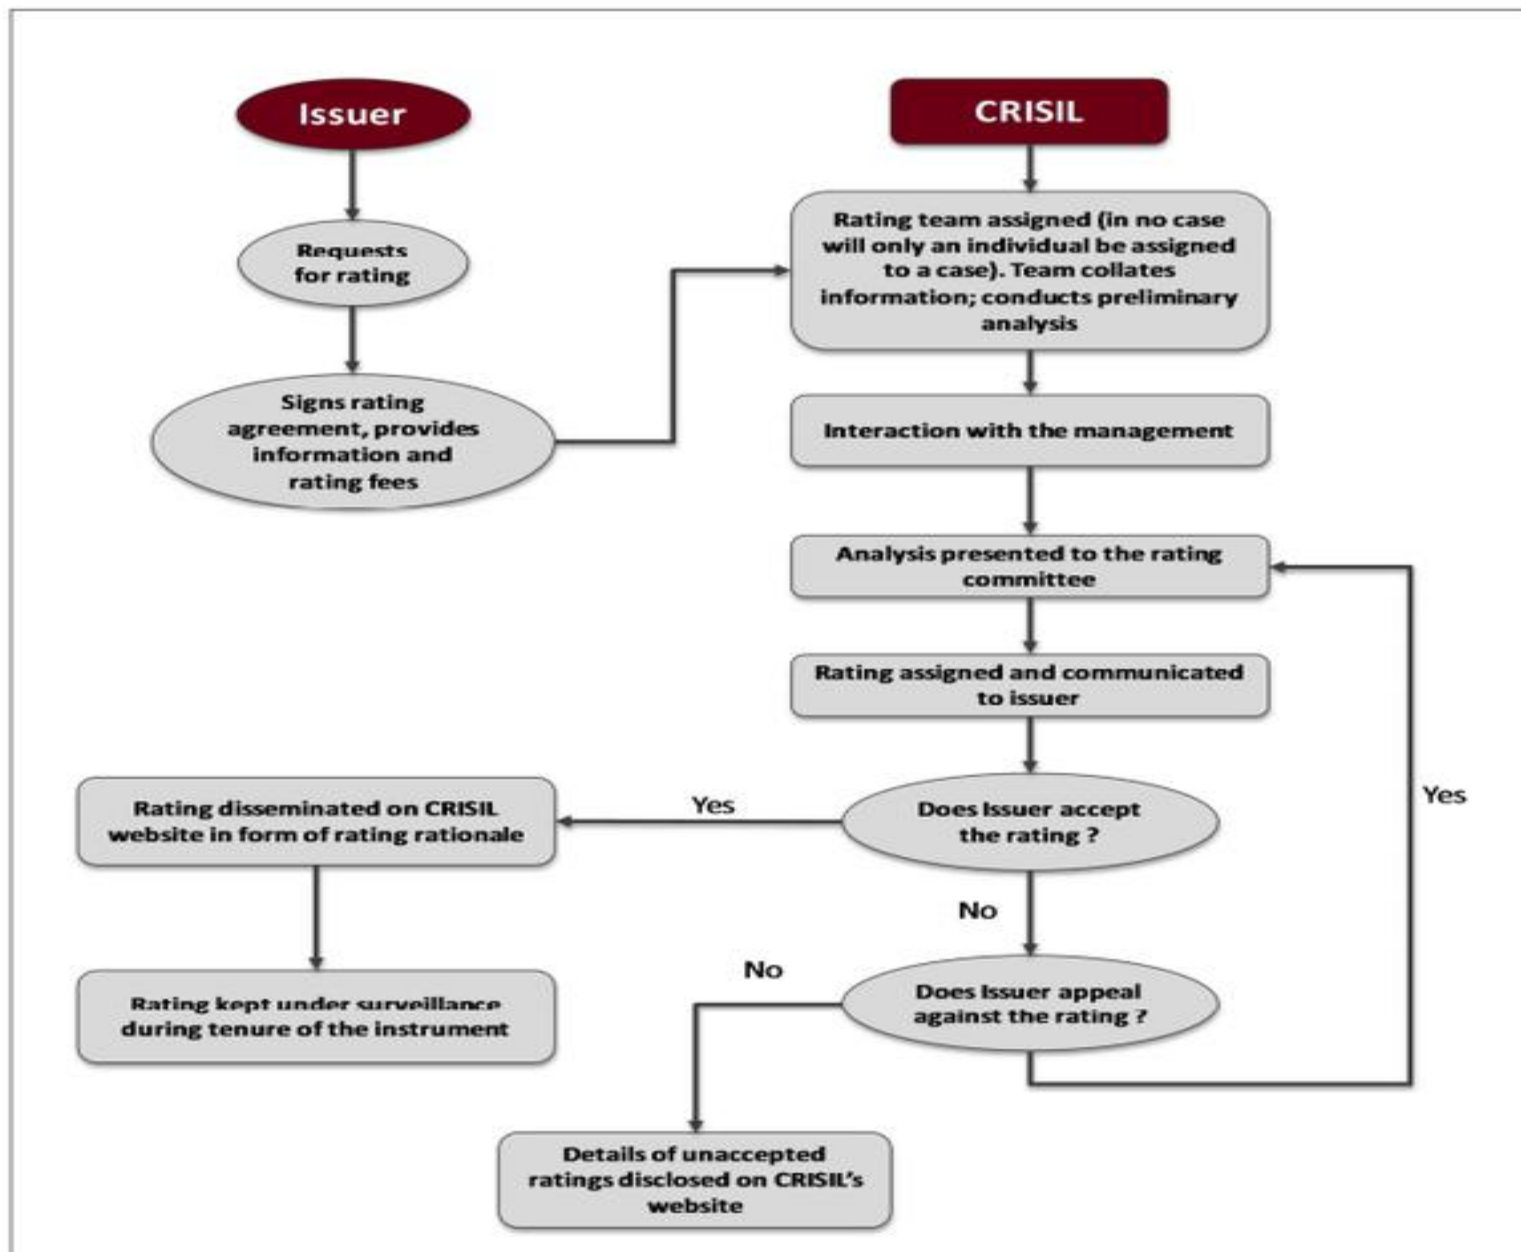 Issuer
CRISIL
Requests
for rating
Signs rating
agreement, provides
information and
rating fees
Rating team assigned (in no case
will only an individual be assigned
to a case). Team collates
information; conducts preliminary
analysis
Interaction with the management
Analysis presented to the rating
committee
Rating assigned and communicated
to issuer
Does Issuer accept
the rating ?
Yes
Rating disseminated on CRISIL
website in form of rating rationale
Rating kept under surveillance
during tenure of the instrument
No
Does Issuer appeal
against the rating ?
Yes
No
Details of unaccepted
ratings disclosed on CRISIL's
website